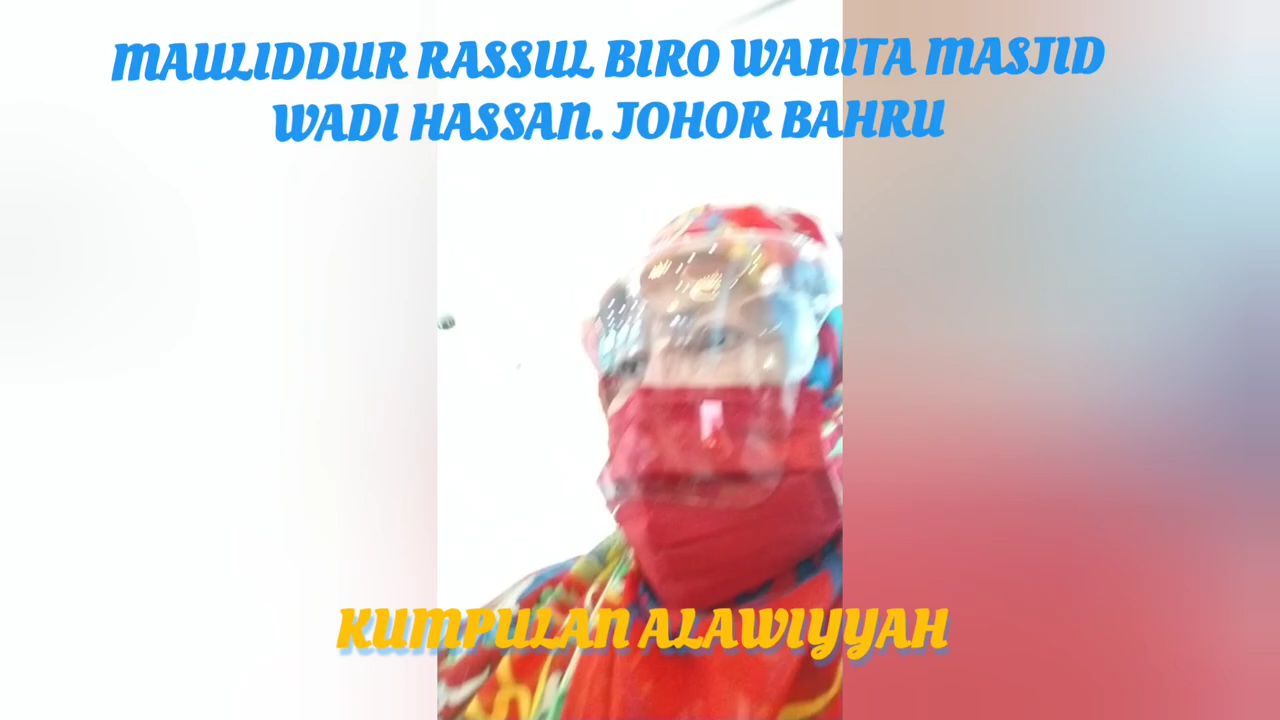 MAULIDDUR RASSUL BIRO WANITA MASJID
WADI HASSAN. JOHOR BAHRU
KUMPULAN ALAWIYYAH